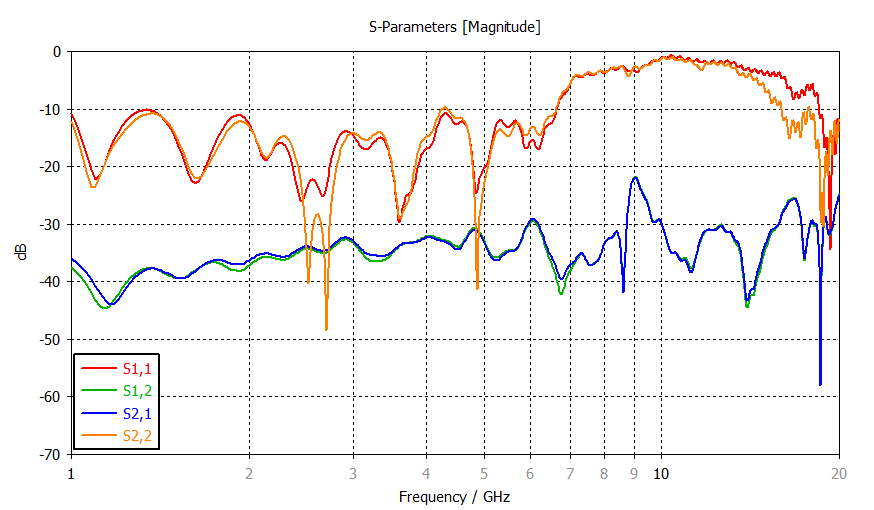 S-Parameters [Magnitude]
0
-10
-20
-30
-40
-50
-60
-70
dB
S1,1
S1,2
S2,1
S2,2
1 2 3 4 5 6 7 8 9 10 20
Frequency / GHz